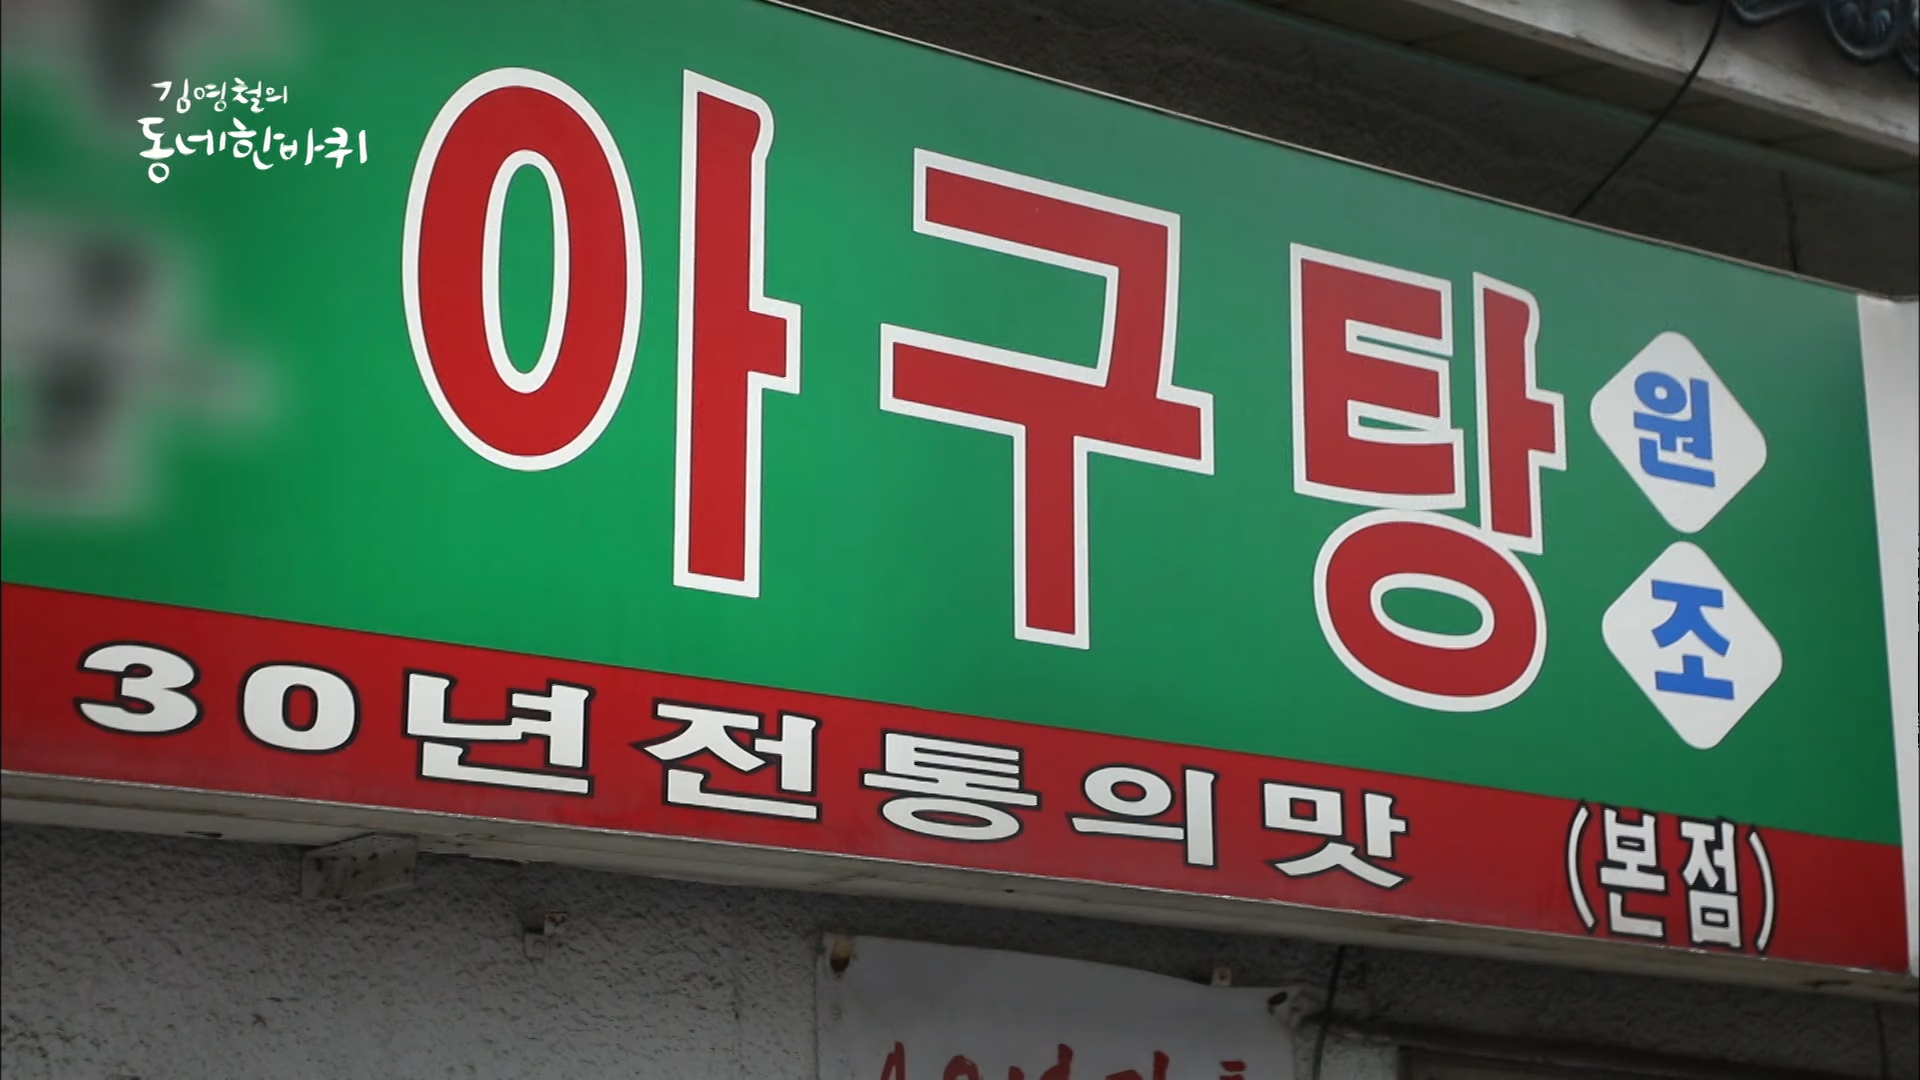 김영철의
동네한바퀴
아구탕
원조
30년전통의맛
(본점)